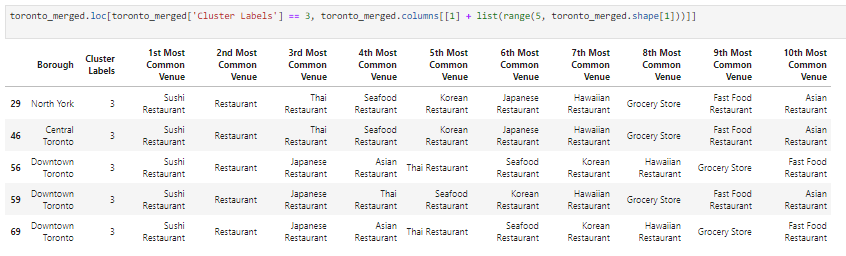 toronto_merged.loc[toronto_merged['Cluster Labels'] == 3, toronto_merged.columns[[1] + list(range(5, toronto_merged.shape[1]))]]
Borough Cluster Labels 1st Most Common Venue 2nd Most Common Venue 3rd Most Common Venue 4th Most Common Venue 5th Most Common Venue 6th Most Common Venue 7th Most Common Venue 8th Most Common Venue 9th Most Common Venue 10th Most Common Venue
29 North York 3 Sushi Restaurant Restaurant Thai Restaurant Seafood Restaurant Korean Restaurant Japanese Restaurant Hawaiian Restaurant Grocery Store Fast Food Restaurant Asian Restaurant
46 Central Toronto 3 Sushi Restaurant Restaurant Thai Restaurant Seafood Restaurant Korean Restaurant Japanese Restaurant Hawaiian Restaurant Grocery Store Fast Food Restaurant Asian Restaurant
56 Downtown Toronto 3 Sushi Restaurant Restaurant Japanese Restaurant Asian Restaurant Thai Restaurant Seafood Restaurant Korean Restaurant Hawaiian Restaurant Grocery Store Fast Food Restaurant
59 Downtown Toronto 3 Sushi Restaurant Restaurant Japanese Restaurant Thai Restaurant Seafood Restaurant Korean Restaurant Hawaiian Restaurant Grocery Store Fast Food Restaurant Asian Restaurant
69 Downtown Toronto 3 Sushi Restaurant Restaurant Japanese Restaurant Asian Restaurant Thai Restaurant Seafood Restaurant Korean Restaurant Hawaiian Restaurant Grocery Store Fast Food Restaurant